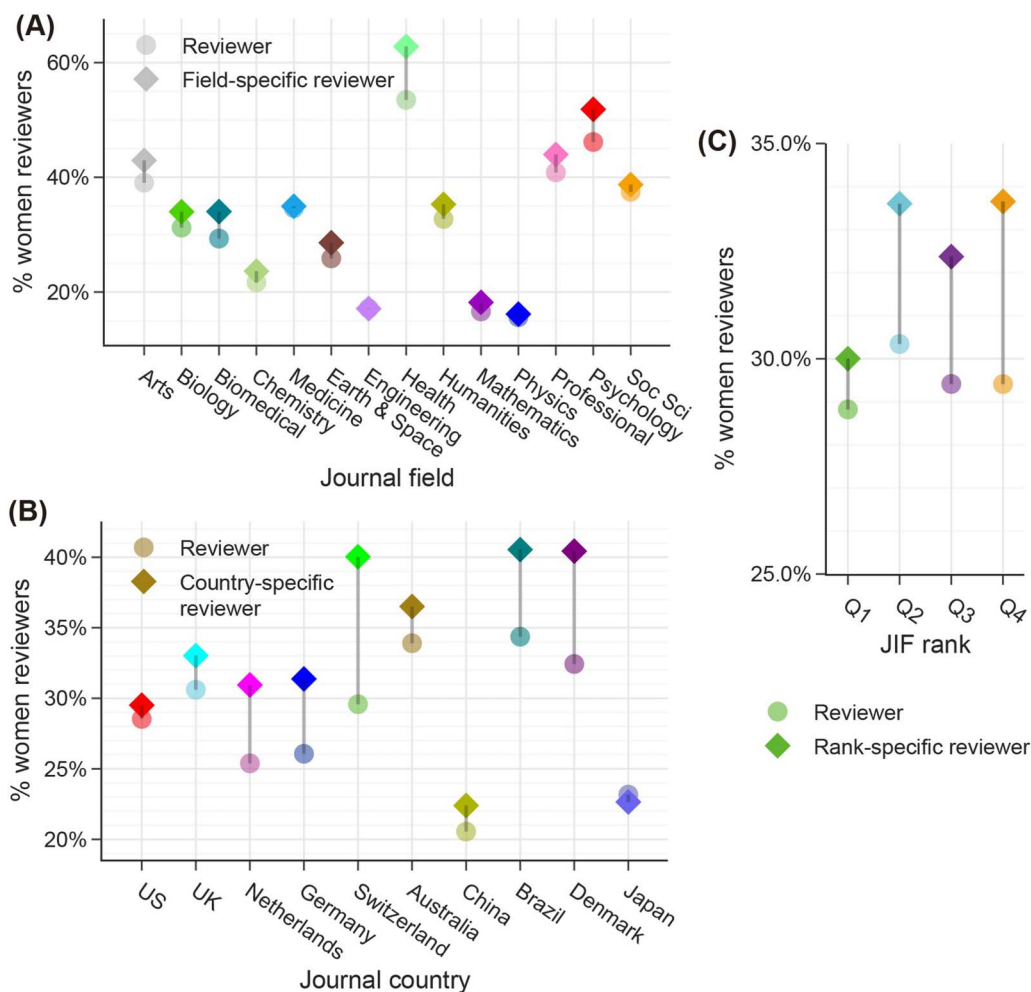 (A)
Reviewer
Field-specific reviewer
60%
40%
20%
% women reviewers
Arts
Biology
Biomedical
Chemistry
Medicine
Earth & Space
Engineering
Health
Humanities
Mathematics
Physics
Professional
Psychology
Soc Sci
Journal field
(B)
Reviewer
Country-specific
reviewer
40%
35%
30%
25%
20%
% women reviewers
US
UK
Netherlands
Germany
Switzerland
Australia
China
Brazil
Denmark
Japan
Journal country
(C)
35.0%
30.0%
25.0%
% women reviewers
Q1
Q2
Q3
Q4
JIF rank
Reviewer
Rank-specific reviewer